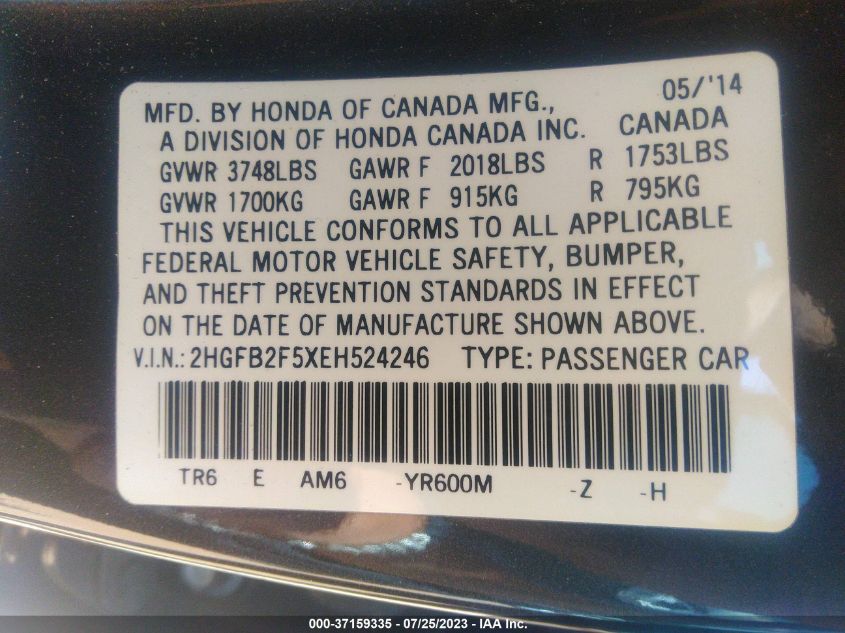 05/'14
MFD. BY HONDA OF CANADA MFG.,
A DIVISION OF HONDA CANADA INC. CANADA
GVWR 3748LBS GAWR F 2018LBS R 1753LBS
GVWR 1700KG GAWR F 915KG R 795KG
THIS VEHICLE CONFORMS TO ALL APPLICABLE
FEDERAL MOTOR VEHICLE SAFETY, BUMPER,
AND THEFT PREVENTION STANDARDS IN EFFECT
ON THE DATE OF MANUFACTURE SHOWN ABOVE.
V.I.N.: 2HGFB2F5XEH524246 TYPE: PASSENGER CAR
TR6 E AM6 -YR600M -Z -H
000-37159335 - 07/25/2023 - IAA Inc.